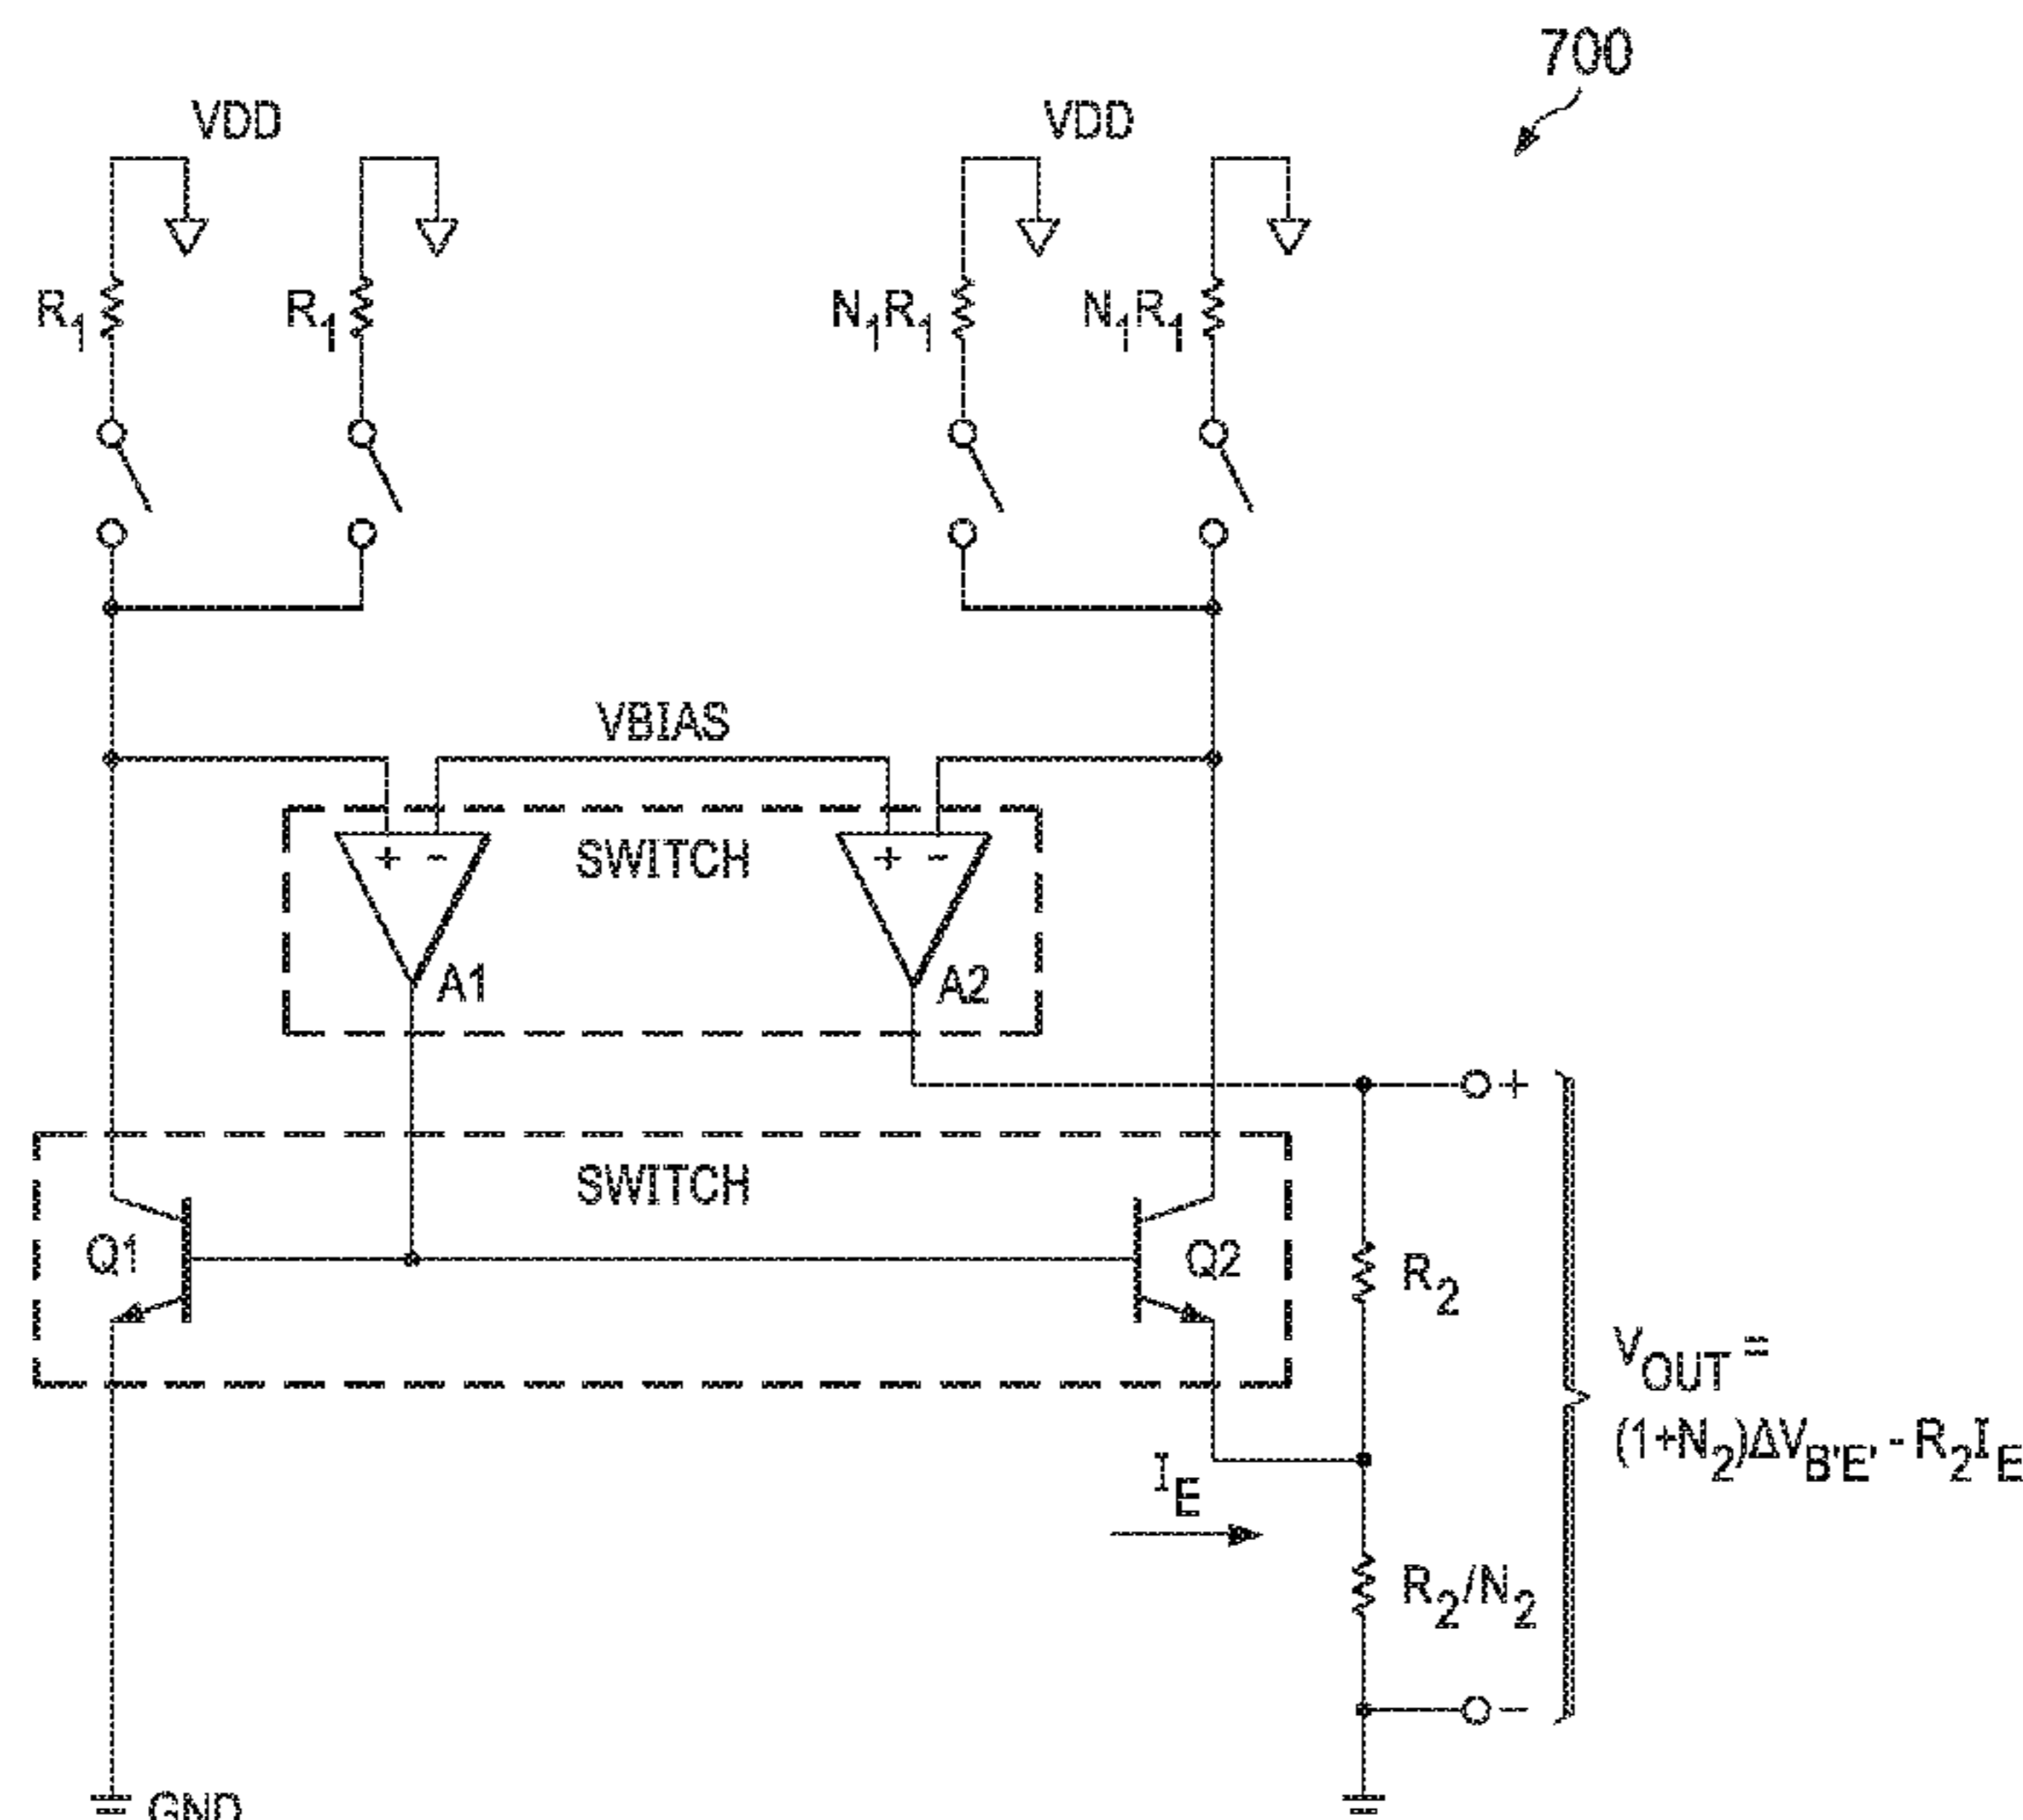 700
VDD VDD
R1 R1 N1R1 N1R1
VBIAS
+ - SWITCH + -
A1 A2
+
SWITCH
Q1 Q2 R2
VOUT =
(1+N2)ΔVB'E' - R2IE
IE
R2/N2
-
GND